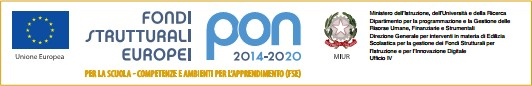 Unione Europea
FONDI
STRUTTURALI
EUROPEI
pon
2014-2020
PER LA SCUOLA - COMPETENZE E AMBIENTI PER L'APPRENDIMENTO (FSE)
MIUR
Ministero dell'Istruzione, dell'Università e della Ricerca
Dipartimento per la programmazione e la Gestione delle
Risorse Umane, Finanziarie e Strumentali
Direzione Generale per interventi in materia di Edilizia
Scolastica per la gestione dei Fondi Strutturali per
l'Istruzione e per l'Innovazione Digitale
Ufficio IV